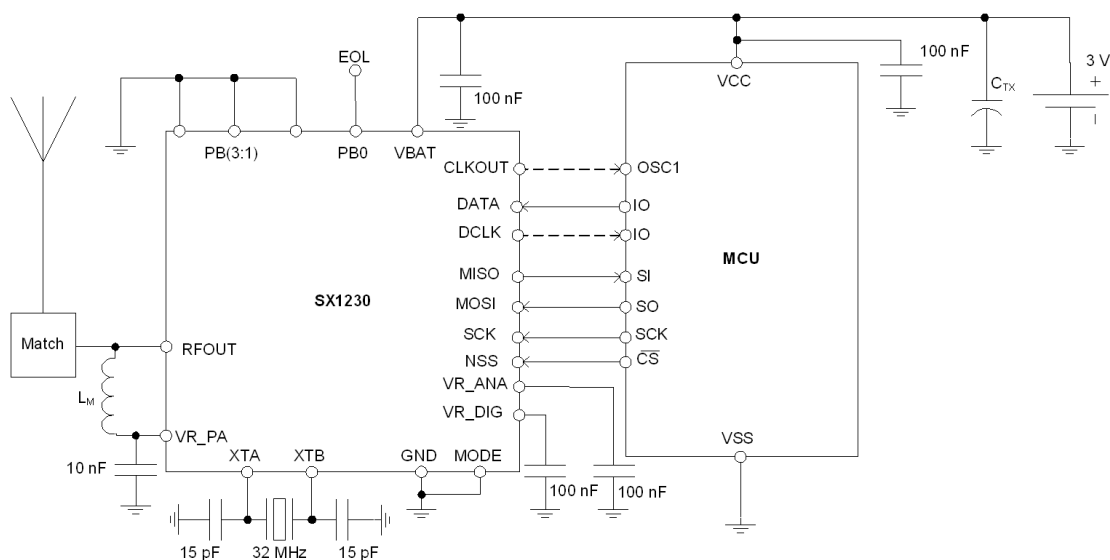 EOL
100 nF
100 nF
3 V
+
VCC
C_TX
PB(3:1)
PB0
VBAT
CLKOUT
OSC1
DATA
IO
DCLK
IO
MCU
MISO
SI
SX1230
MOSI
SO
SCK
SCK
Match
RFOUT
NSS
CS
VR_ANA
L_M
VR_DIG
VR_PA
VSS
XTA
XTB
GND
MODE
10 nF
100 nF
100 nF
15 pF
32 MHz
15 pF